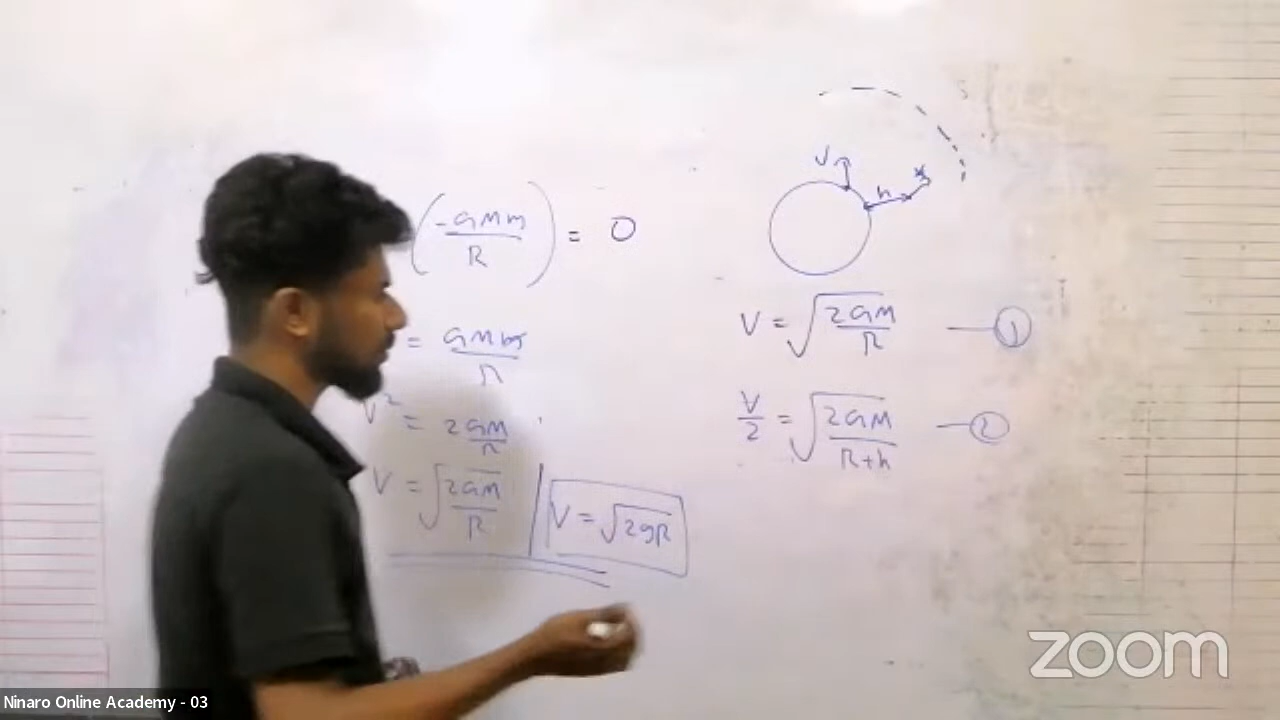 (-GMm/R) = 0
= GMm/R
V² = 2GM/R
V = √(2GM/R)
V = √2gR
V
h
V = √(2GM/R) — 1
V/2 = √(2GM/(R+h)) — 2
zoom
Ninaro Online Academy - 03